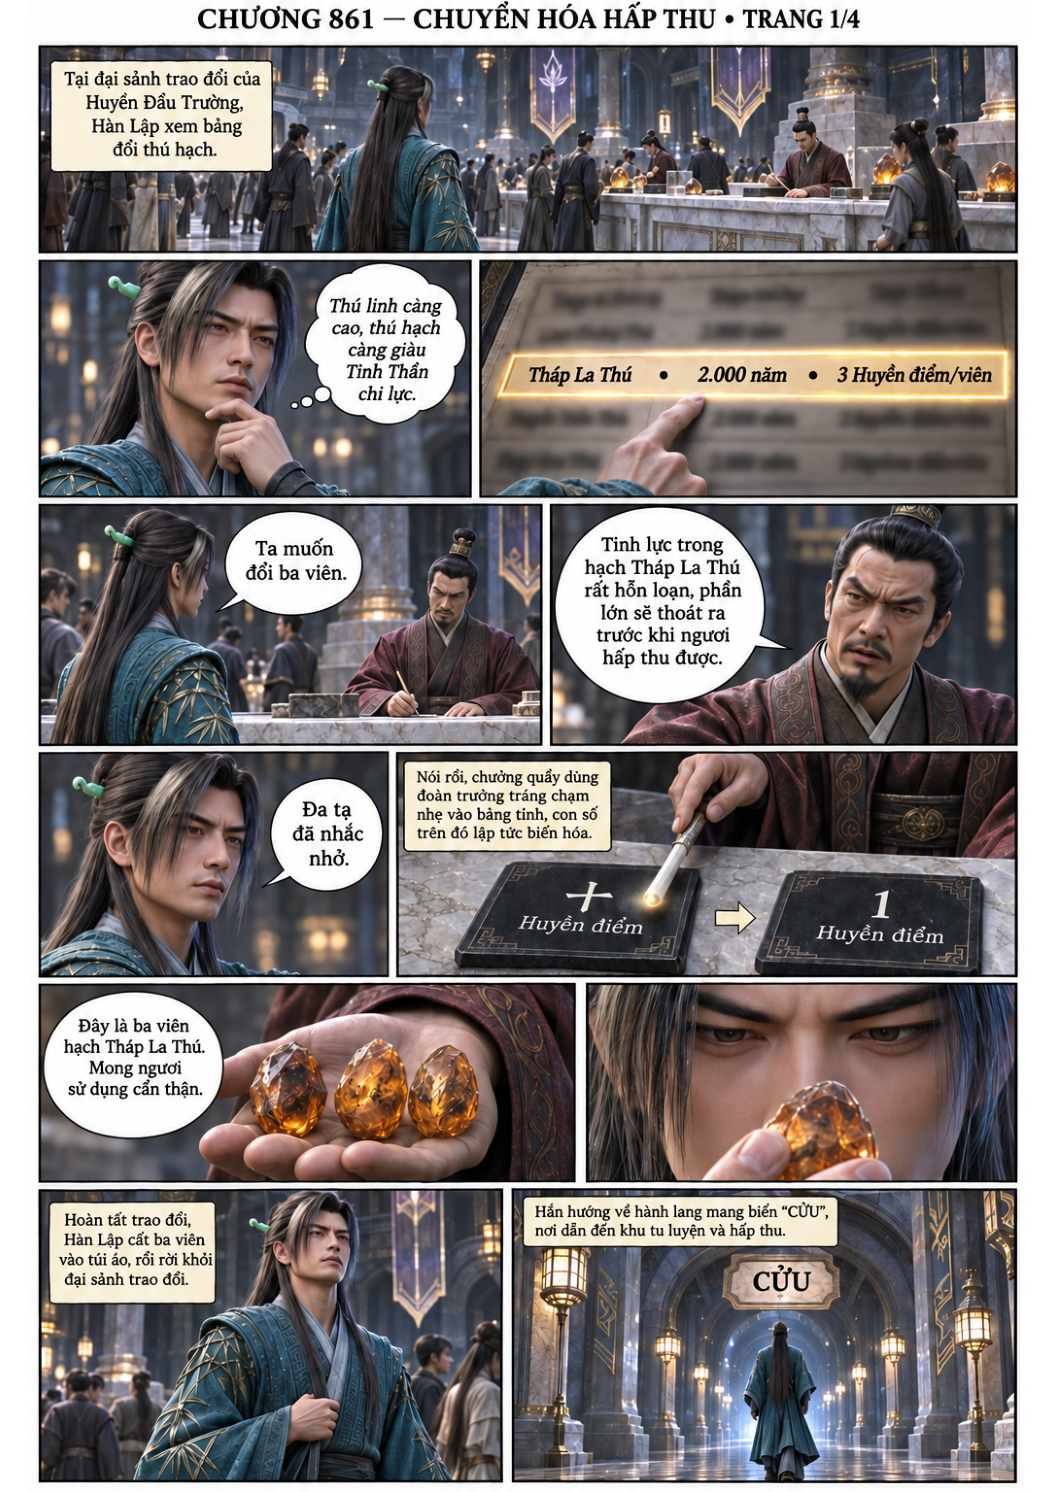 CHƯƠNG 861 — CHUYỂN HÓA HẤP THU • TRANG 1/4
Tại đại sảnh trao đổi của
Huyền Đẩu Trường,
Hàn Lập xem bảng
đổi thú hạch.
Thú linh càng
cao, thú hạch
càng giàu
Tinh Thần
chi lực.
Tháp La Thú • 2.000 năm • 3 Huyền điểm/viên
Ta muốn
đổi ba viên.
Tinh lực trong
hạch Tháp La Thú
rất hỗn loạn, phần
lớn sẽ thoát ra
trước khi ngươi
hấp thu được.
Đa tạ
đã nhắc
nhở.
Nói rồi, chưởng quầy dùng
đoàn trưởng tráng chạm
nhẹ vào bảng tinh, con số
trên đồ lập tức biến hóa.
十
Huyền điểm
1
Huyền điểm
Đây là ba viên
hạch Tháp La Thú.
Mong ngươi
sử dụng cẩn thận.
Hoàn tất trao đổi,
Hàn Lập cất ba viên
vào túi áo, rồi rời khỏi
đại sảnh trao đổi.
Hắn hướng về hành lang mang biển “CỬU”,
nơi dẫn đến khu tu luyện và hấp thu.
CỬU